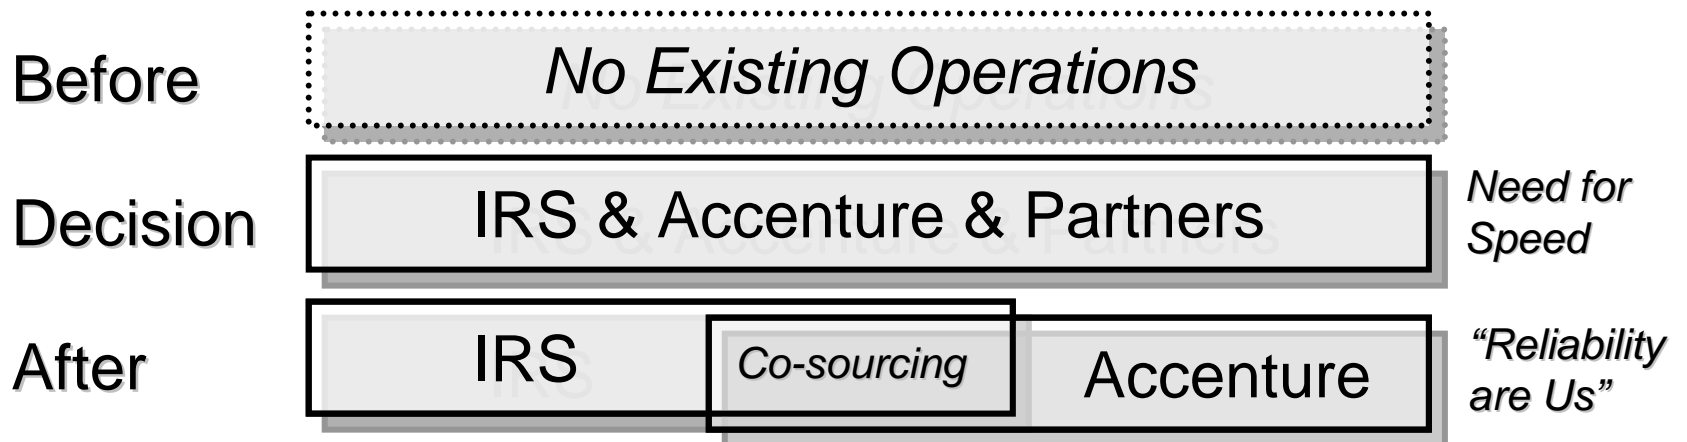 Before
No Existing Operations
Decision
IRS & Accenture & Partners
Need for
Speed
After
IRS
Co-sourcing
Accenture
“Reliability
are Us”